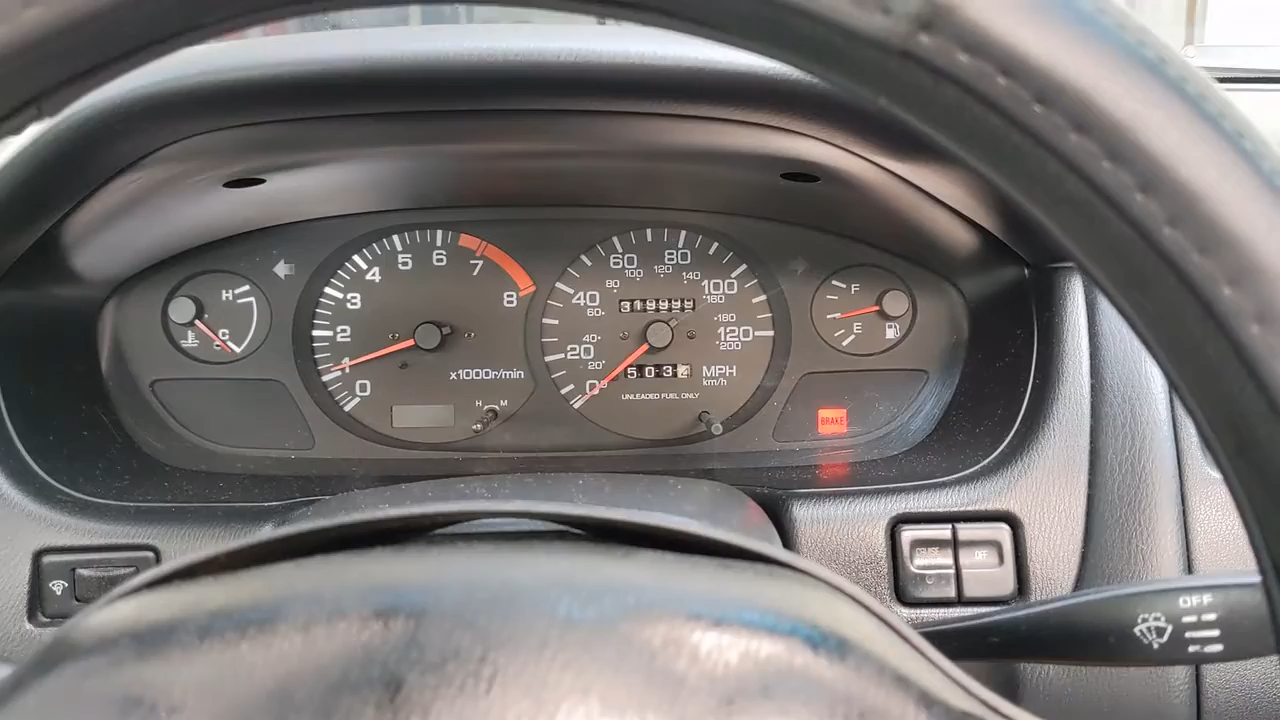 H
C
0
1
2
3
4
5
6
7
8
x1000r/min
H M
0
20
40
60
80
100
120
20
40
60
80
100
120
140
160
180
200
319999
503
MPH
km/h
UNLEADED FUEL ONLY
F
E
BRAKE
CRUISE
OFF
OFF